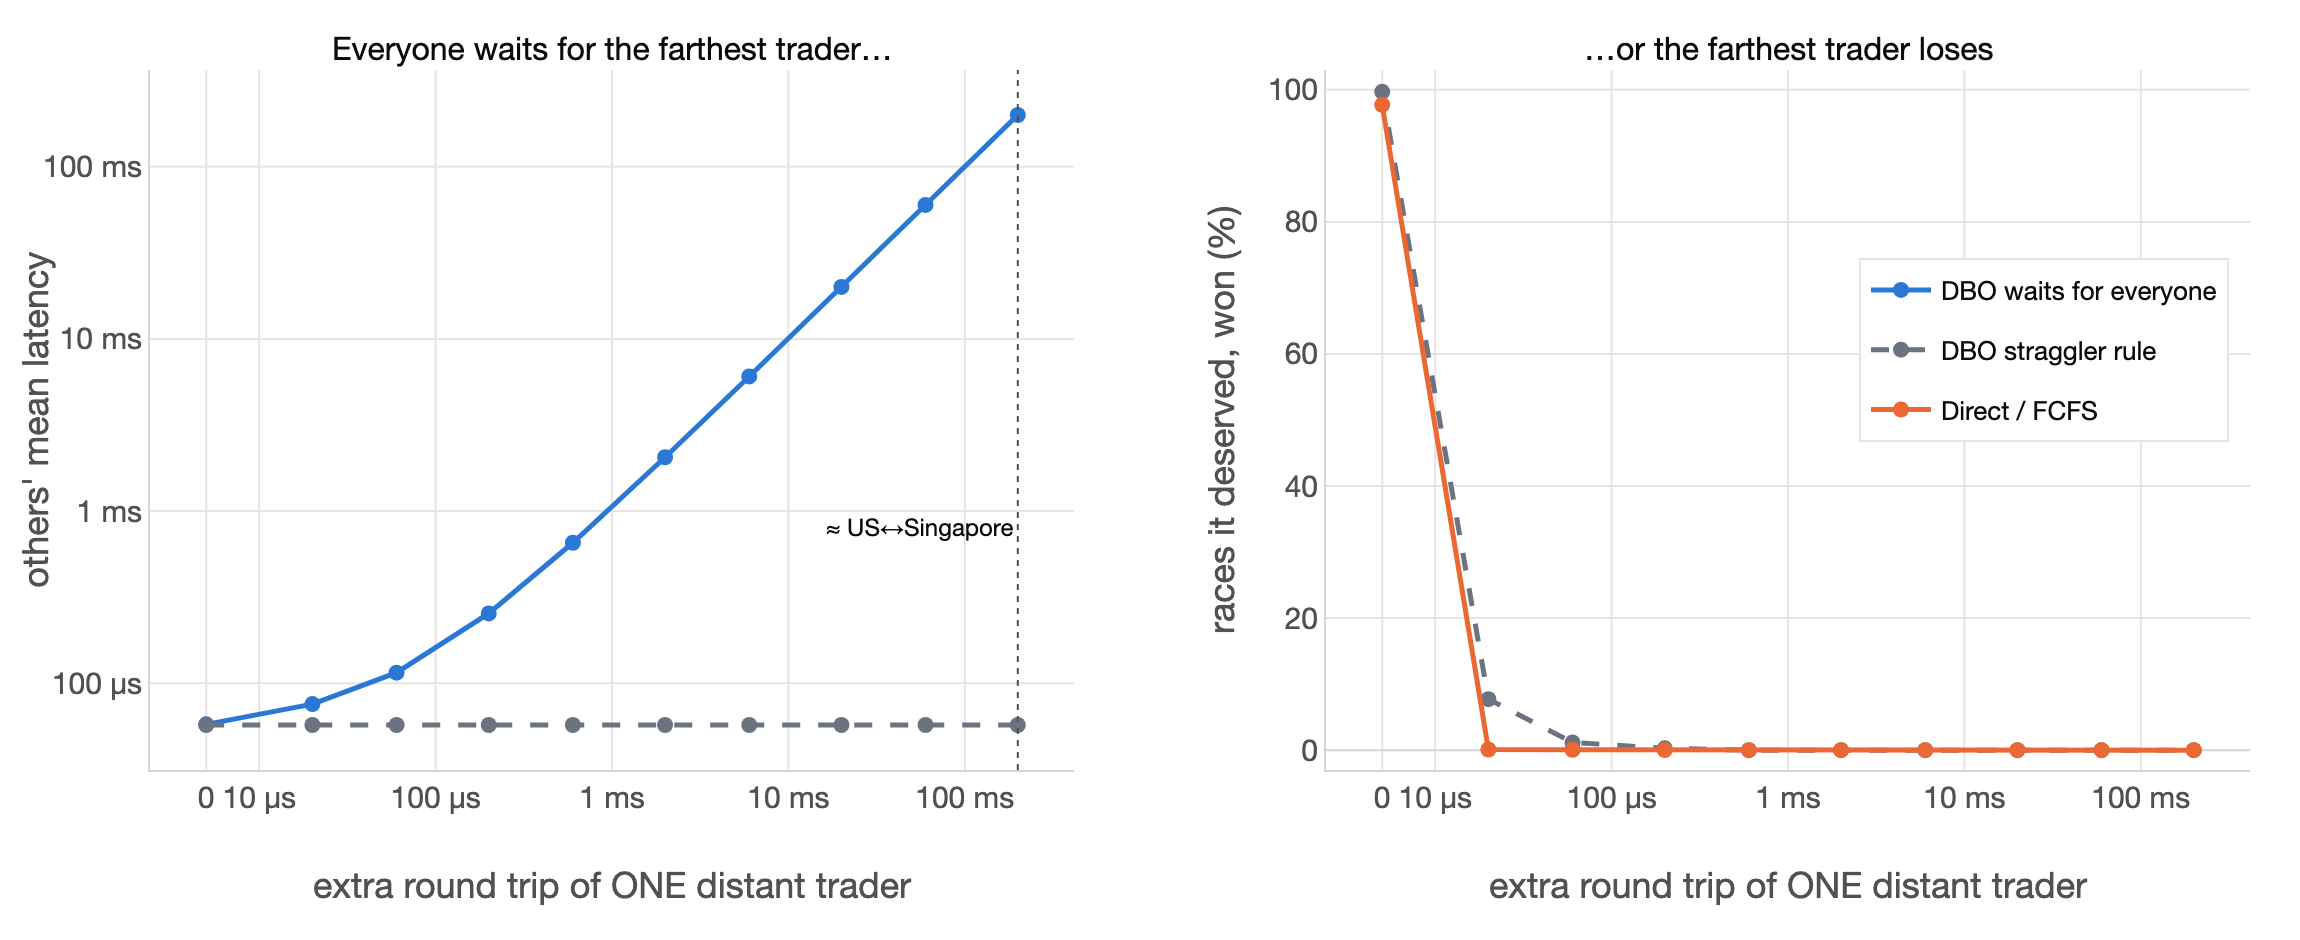 Everyone waits for the farthest trader…
others' mean latency
100 ms
10 ms
1 ms
100 µs
≈ US↔Singapore
0 10 µs 100 µs 1 ms 10 ms 100 ms
extra round trip of ONE distant trader
…or the farthest trader loses
races it deserved, won (%)
100
80
60
40
20
0
DBO waits for everyone
DBO straggler rule
Direct / FCFS
0 10 µs 100 µs 1 ms 10 ms 100 ms
extra round trip of ONE distant trader